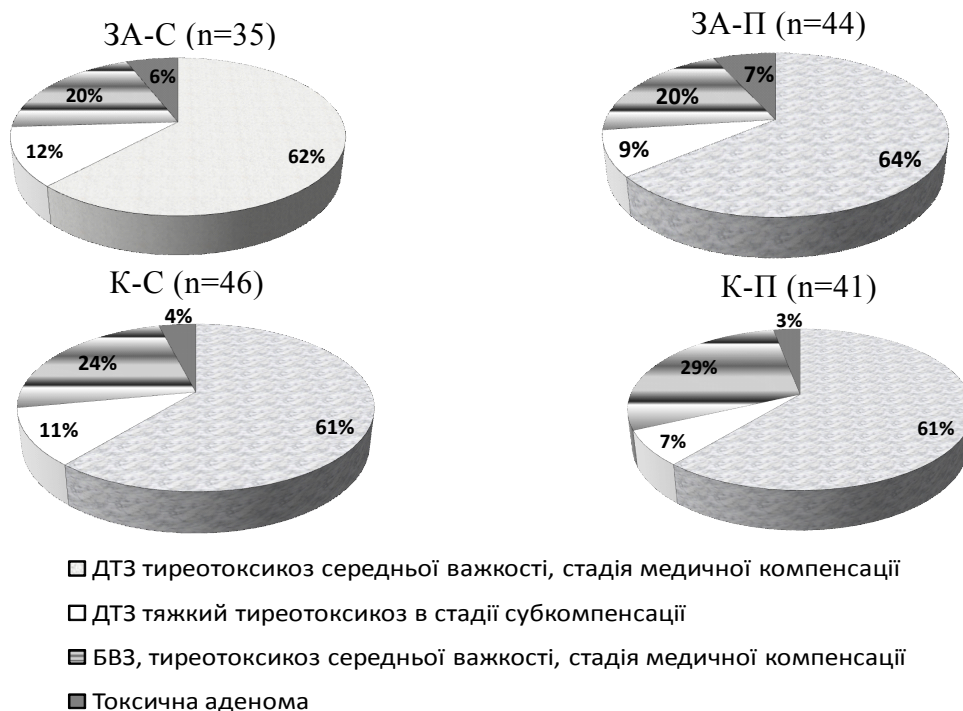 ЗА-С (n=35)
6%
20%
12%
62%
ЗА-П (n=44)
7%
20%
9%
64%
К-С (n=46)
4%
24%
11%
61%
К-П (n=41)
3%
29%
7%
61%
ДТЗ тиреотоксикоз середньої важкості, стадія медичної компенсації
ДТЗ тяжкий тиреотоксикоз в стадії субкомпенсації
БВЗ, тиреотоксикоз середньої важкості, стадія медичної компенсації
Токсична аденома